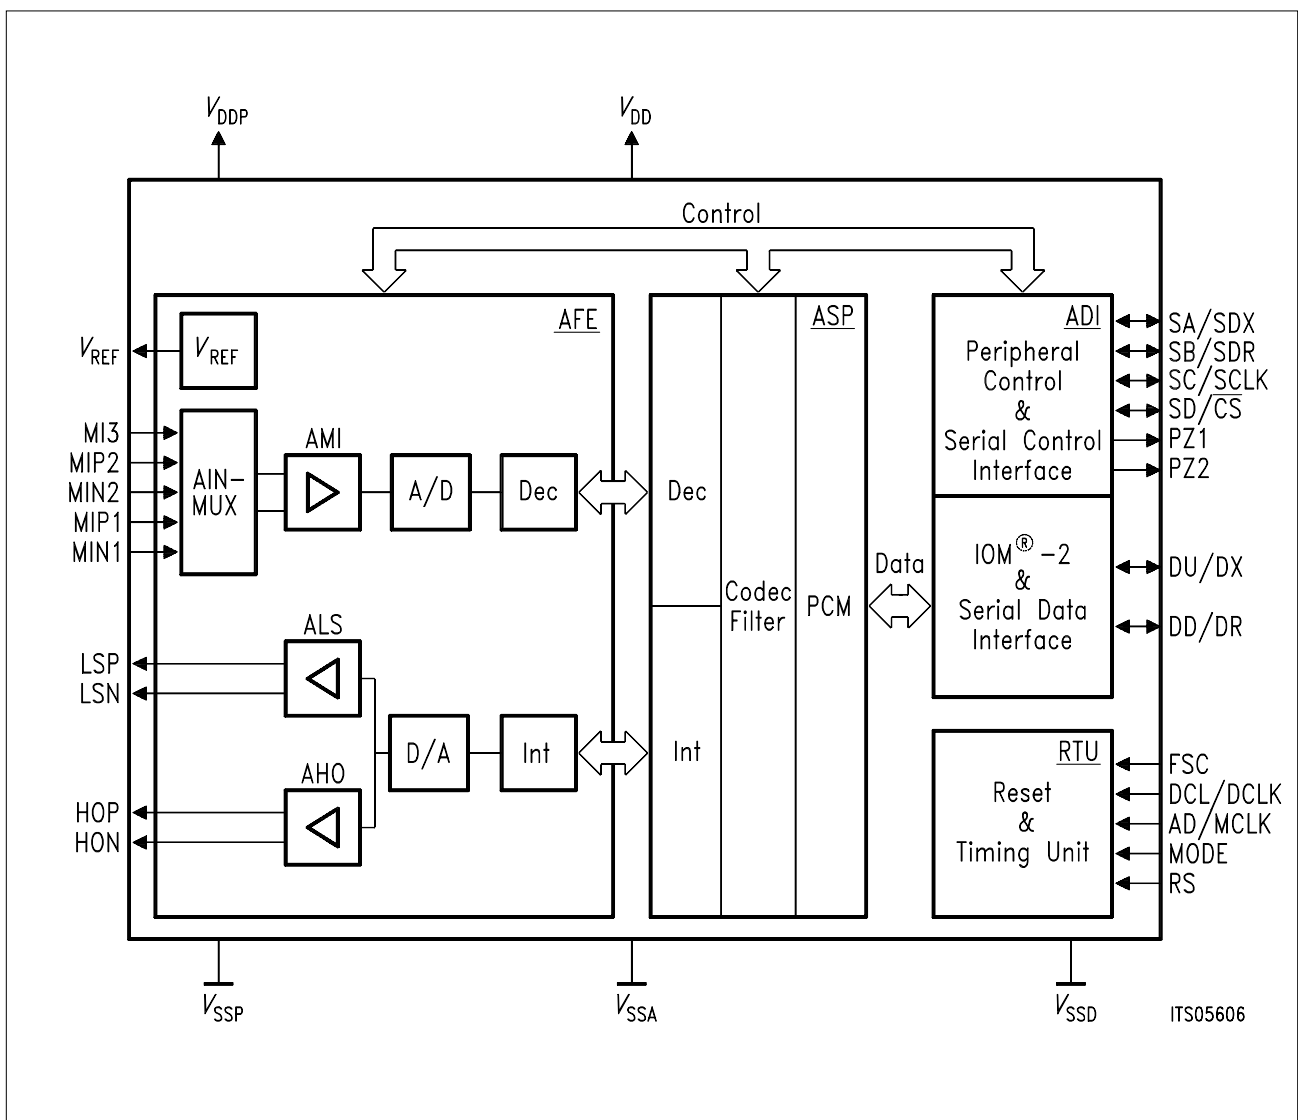 VDDP
VDD
Control
AFE
ASP
ADI
VREF
VREF
Peripheral
Control
&
Serial Control
Interface
SA/SDX
SB/SDR
SC/SCLK
SD/C̅S̅
PZ1
PZ2
MI3
MIP2
MIN2
MIP1
MIN1
AIN-
MUX
AMI
A/D
Dec
Dec
Codec
Filter
PCM
Data
IOM®-2
&
Serial Data
Interface
DU/DX
DD/DR
ALS
LSP
LSN
D/A
Int
Int
AHO
HOP
HON
RTU
Reset
&
Timing Unit
FSC
DCL/DCLK
AD/MCLK
MODE
RS
VSSP
VSSA
VSSD
ITS05606